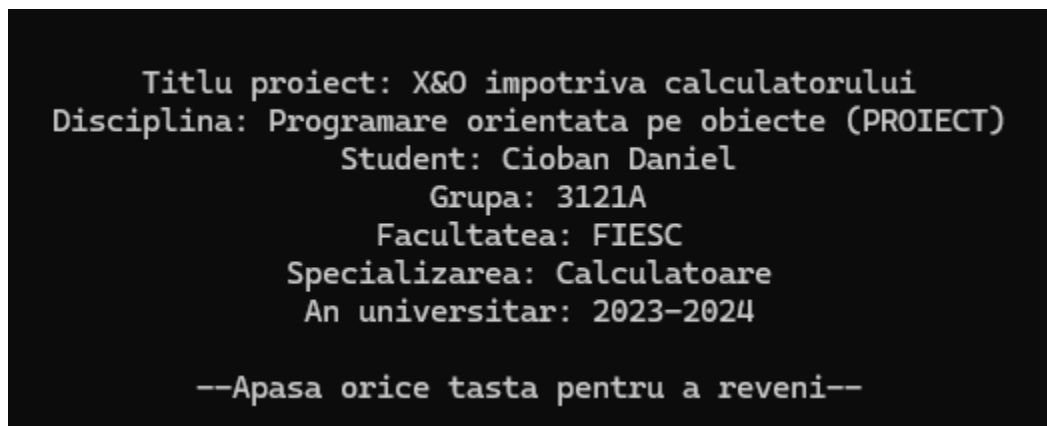 Titlu proiect: X&O impotriva calculatorului
Disciplina: Programare orientata pe obiecte (PROIECT)
Student: Cioban Daniel
Grupa: 3121A
Facultatea: FIESC
Specializarea: Calculatoare
An universitar: 2023-2024
--Apasa orice tasta pentru a reveni--